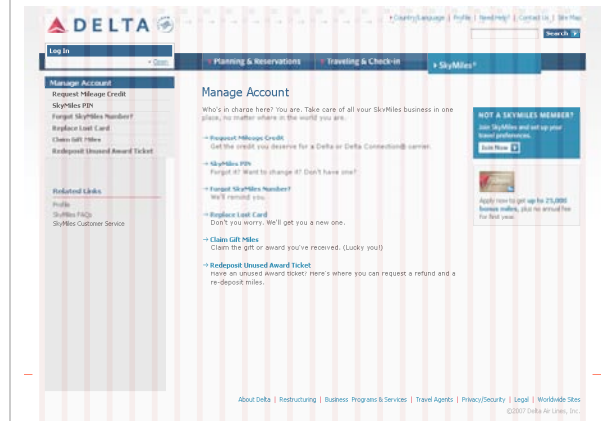 DELTA
Country/Language | Profile | Need Help? | Contact Us | Site Map
Search
Log In
Open
Planning & Reservations
Traveling & Check-in
SkyMiles®
Manage Account
Request Mileage Credit
SkyMiles PIN
Forgot SkyMiles Number?
Replace Lost Card
Claim Gift Miles
Redeposit Unused Award Ticket
Related Links
Profile
SkyMiles FAQs
SkyMiles Customer Service
Manage Account
Who's in charge here? You are. Take care of all your SkyMiles business in one
place, no matter where in the world you are.
Request Mileage Credit
Get the credit you deserve for a Delta or Delta Connection® carrier.
SkyMiles PIN
Forgot it? Want to change it? Don't have one?
Forgot SkyMiles Number?
We'll remind you.
Replace Lost Card
Don't you worry. We'll get you a new one.
Claim Gift Miles
Claim the gift or award you've received. (Lucky you!)
Redeposit Unused Award Ticket
Have an unused Award ticket? Here's where you can request a refund and a
re-deposit miles.
NOT A SKYMILES MEMBER?
Join SkyMiles and set up your
travel preferences.
Join Now
Apply now to get up to 25,000
bonus miles, plus no annual fee
for first year.
About Delta | Restructuring | Business Programs & Services | Travel Agents | Privacy/Security | Legal | Worldwide Sites
©2007 Delta Air Lines, Inc.